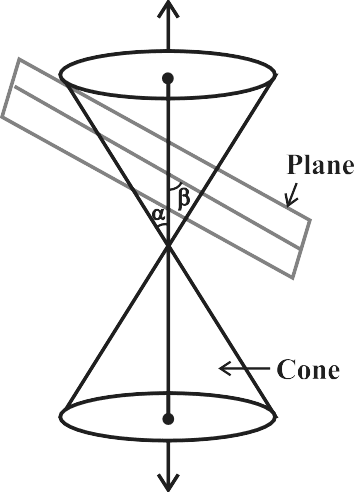 Plane
β
α
Cone